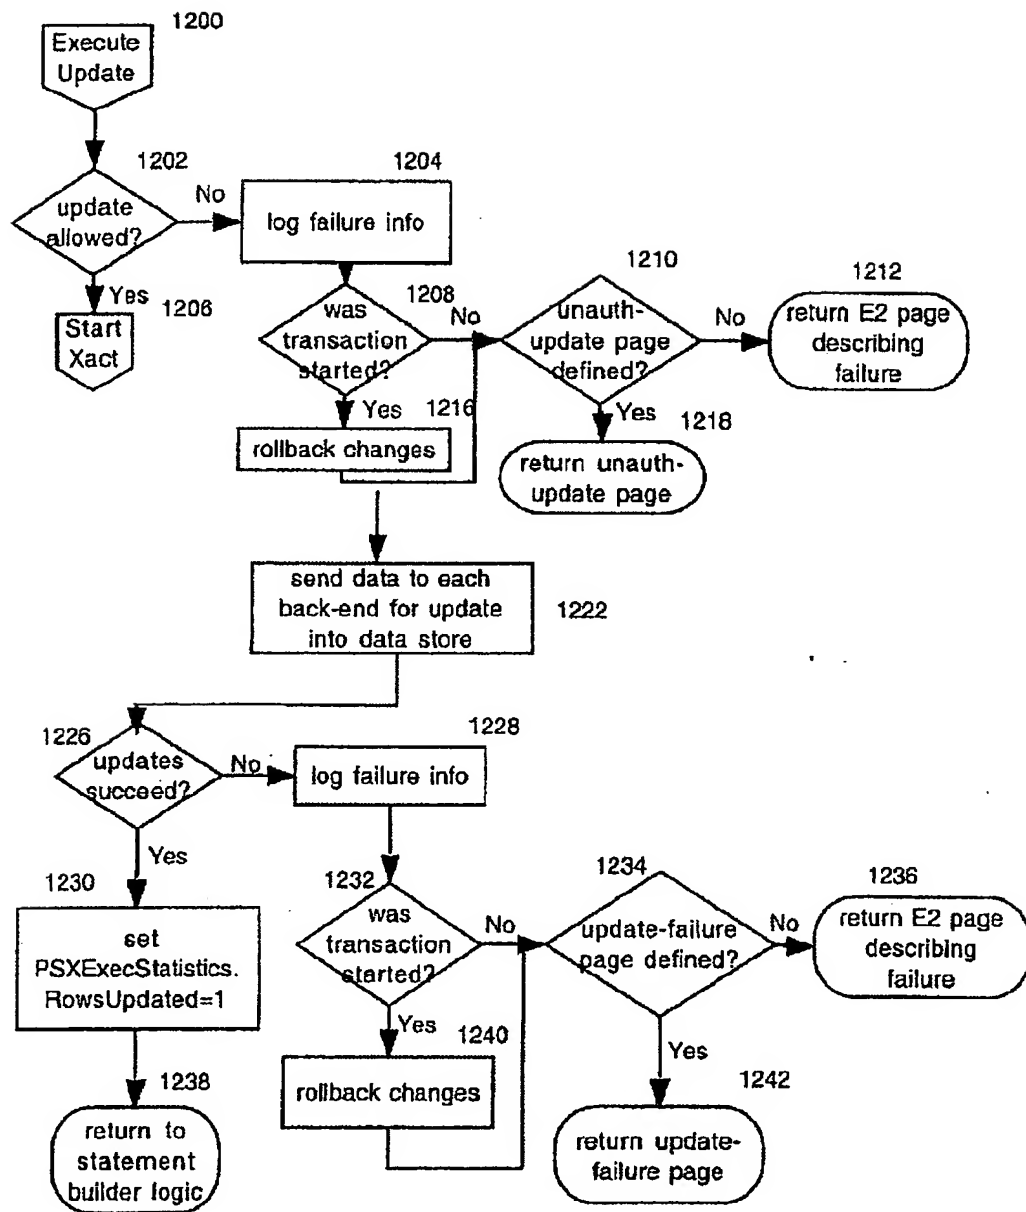 1200
Execute
Update
1202
update
allowed?
No
1204
log failure info
Yes
1206
Start
Xact
1208
was
transaction
started?
No
1210
unauth-
update page
defined?
No
1212
return E2 page
describing
failure
Yes
1216
rollback changes
Yes
1218
return unauth-
update page
send data to each
back-end for update
into data store
1222
1226
updates
succeed?
No
1228
log failure info
Yes
1230
set
PSXExecStatistics.
RowsUpdated=1
1232
was
transaction
started?
No
1234
update-failure
page defined?
No
1236
return E2 page
describing
failure
Yes
1240
rollback changes
Yes
1242
return update-
failure page
1238
return to
statement
builder logic